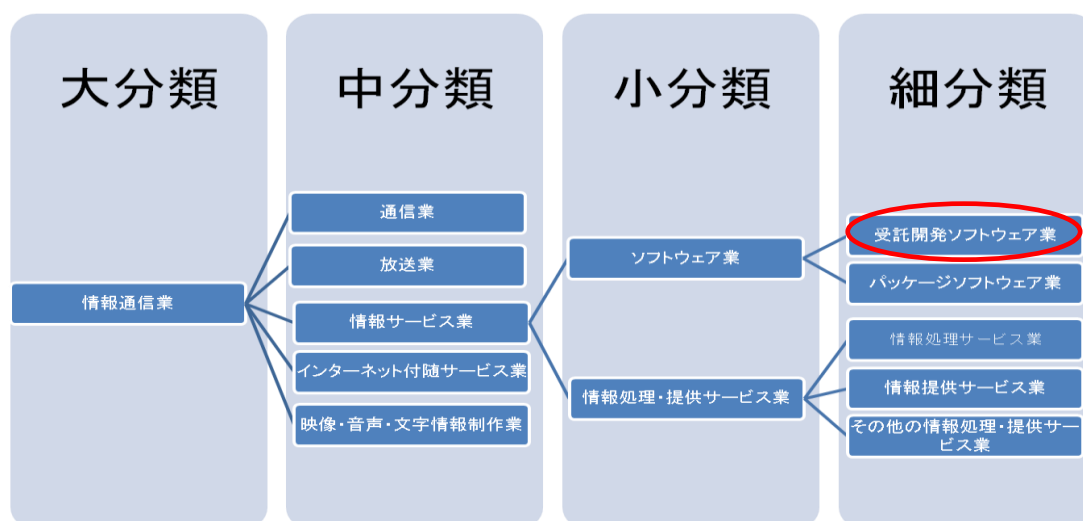 大分類
中分類
小分類
細分類
情報通信業
通信業
放送業
情報サービス業
インターネット付随サービス業
映像・音声・文字情報制作業
ソフトウェア業
情報処理・提供サービス業
受託開発ソフトウェア業
パッケージソフトウェア業
情報処理サービス業
情報提供サービス業
その他の情報処理・提供サー
ビス業